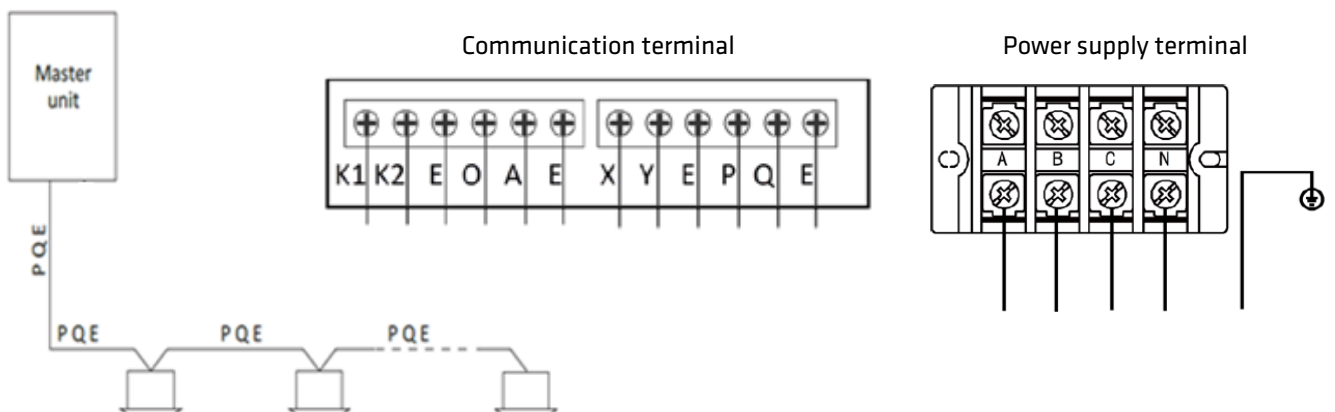 Master
unit
Communication terminal
K1 K2 E O A E X Y E P Q E
Power supply terminal
A B C N
PQE
PQE PQE PQE